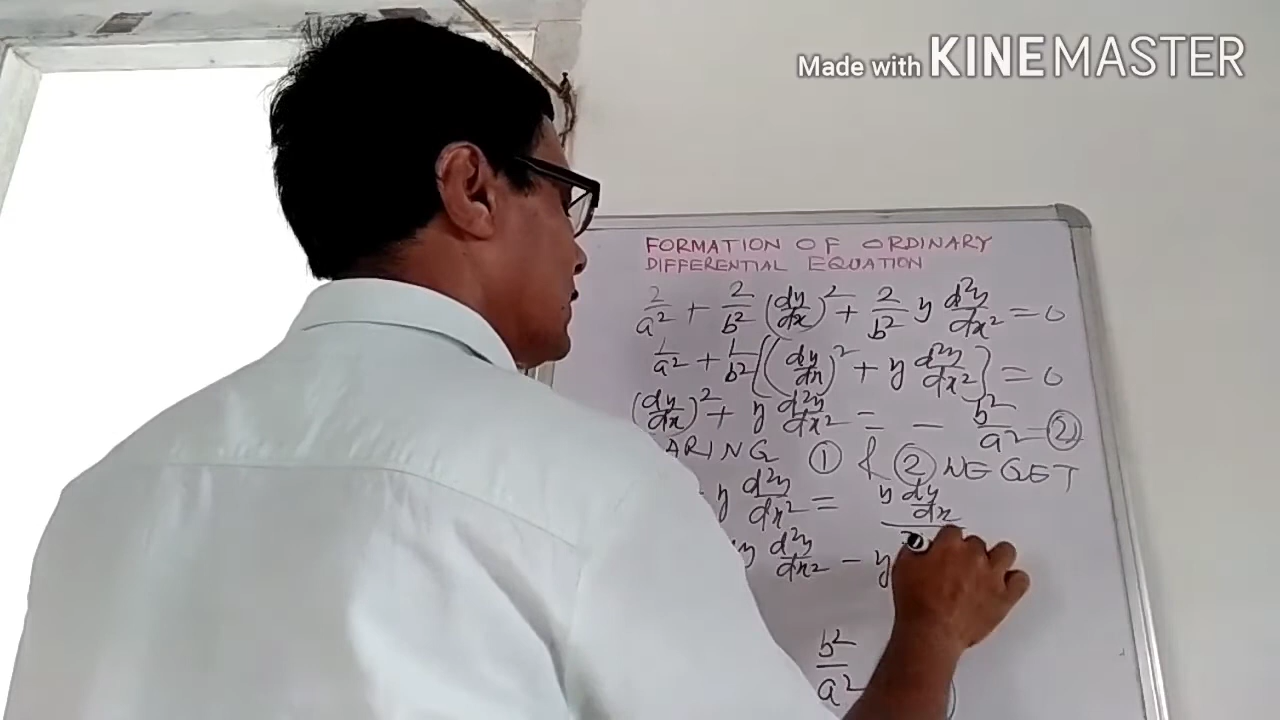 Made with KINEMASTER
FORMATION OF ORDINARY
DIFFERENTIAL EQUATION
2/a² + 2/b² (dy/dx)² + 2/b² y d²y/dx² = 0
1/a² + 1/b² {(dy/dx)² + y d²y/dx²} = 0
(dy/dx)² + y d²y/dx² = - b²/a² — ②
ARING ① & ② WE GET
y d²y/dx² = y dy/dx
y d²y/dx² - y
b²/a²